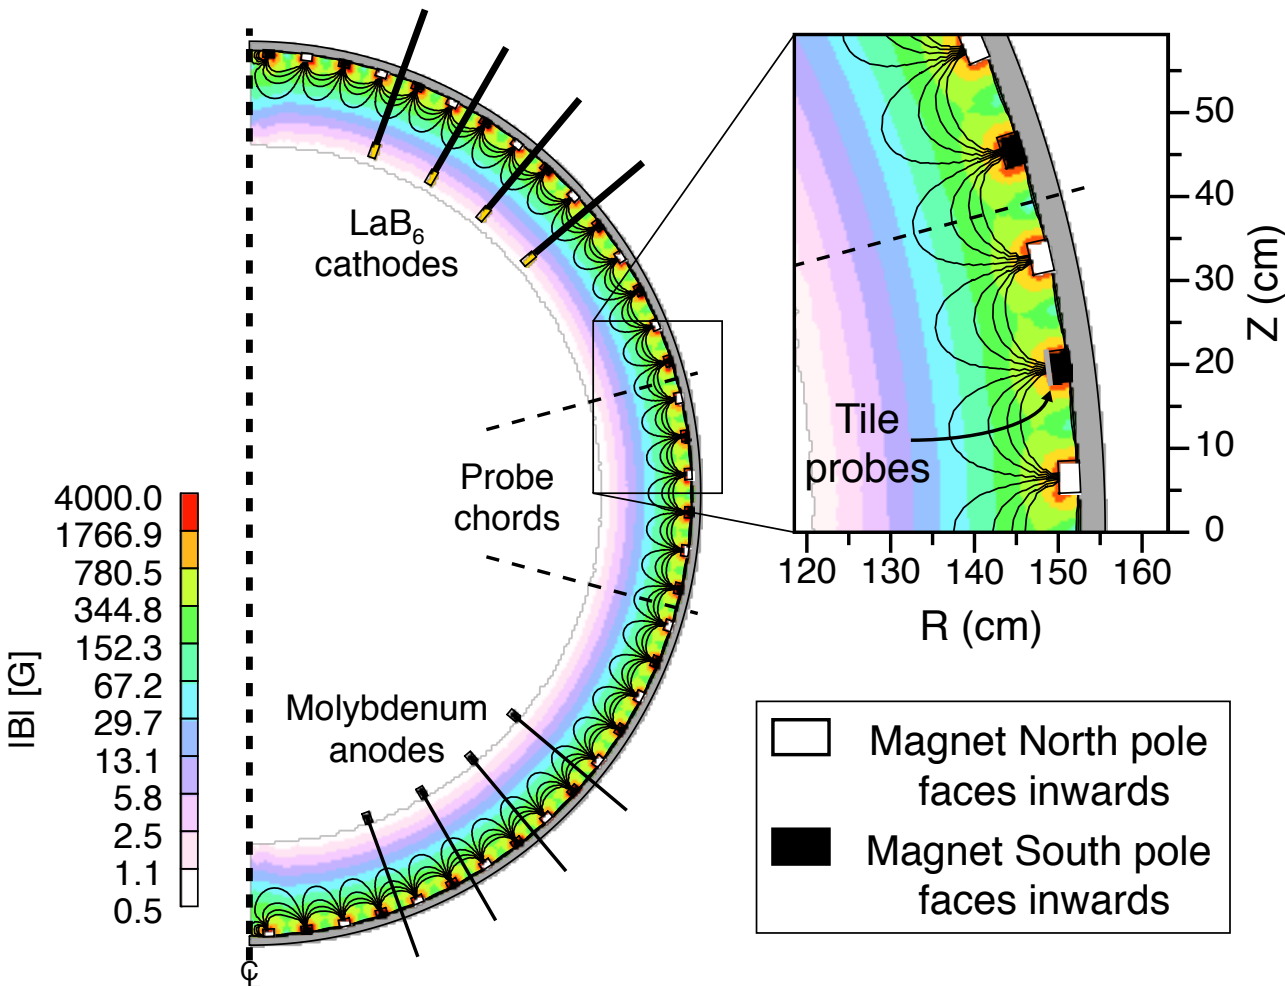 LaB6
cathodes
Probe
chords
Molybdenum
anodes
|B| [G]
4000.0
1766.9
780.5
344.8
152.3
67.2
29.7
13.1
5.8
2.5
1.1
0.5
℄
Tile
probes
50
40
30
20
10
0
Z (cm)
120 130 140 150 160
R (cm)
Magnet North pole
faces inwards
Magnet South pole
faces inwards